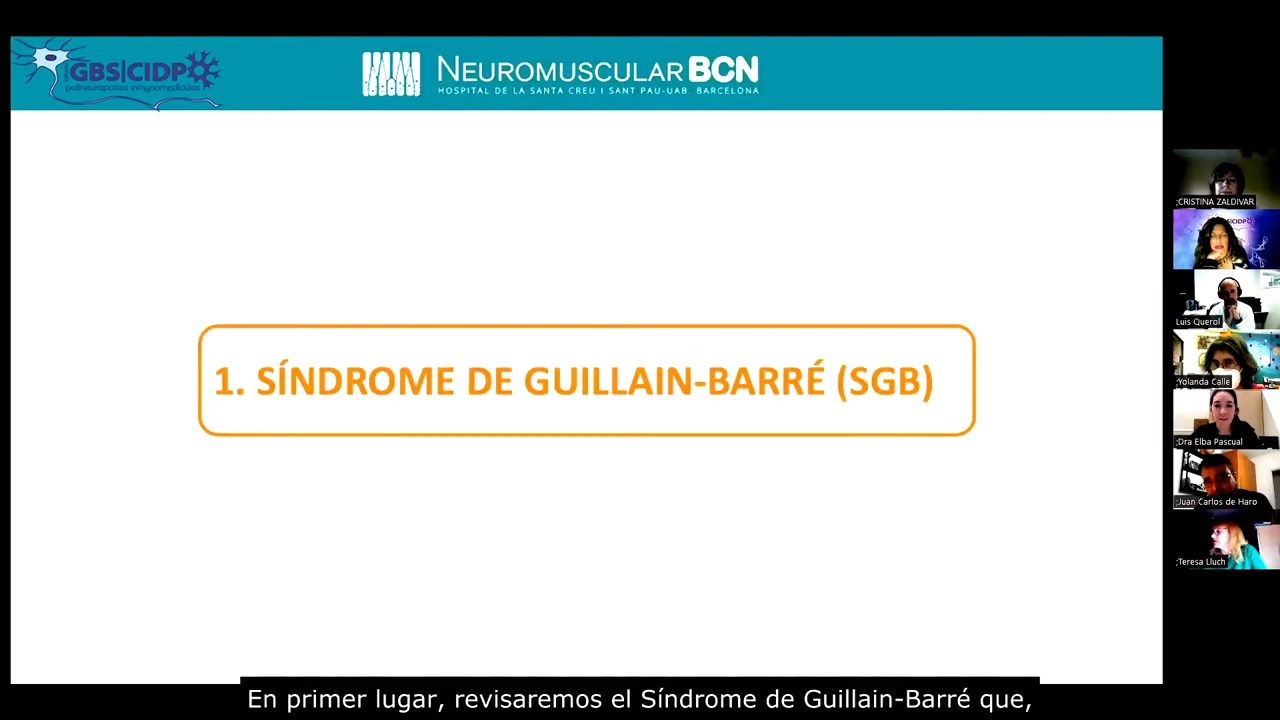 GBS|CIDP
polineuropatías inmunomediadas
NEUROMUSCULAR BCN
HOSPITAL DE LA SANTA CREU I SANT PAU-UAB. BARCELONA
1. SÍNDROME DE GUILLAIN-BARRÉ (SGB)
;CRISTINA ZALDIVAR
Luis Querol
;Yolanda Calle
;Dra Elba Pascual
;Juan Carlos de Haro
;Teresa Lluch
En primer lugar, revisaremos el Síndrome de Guillain-Barré que,